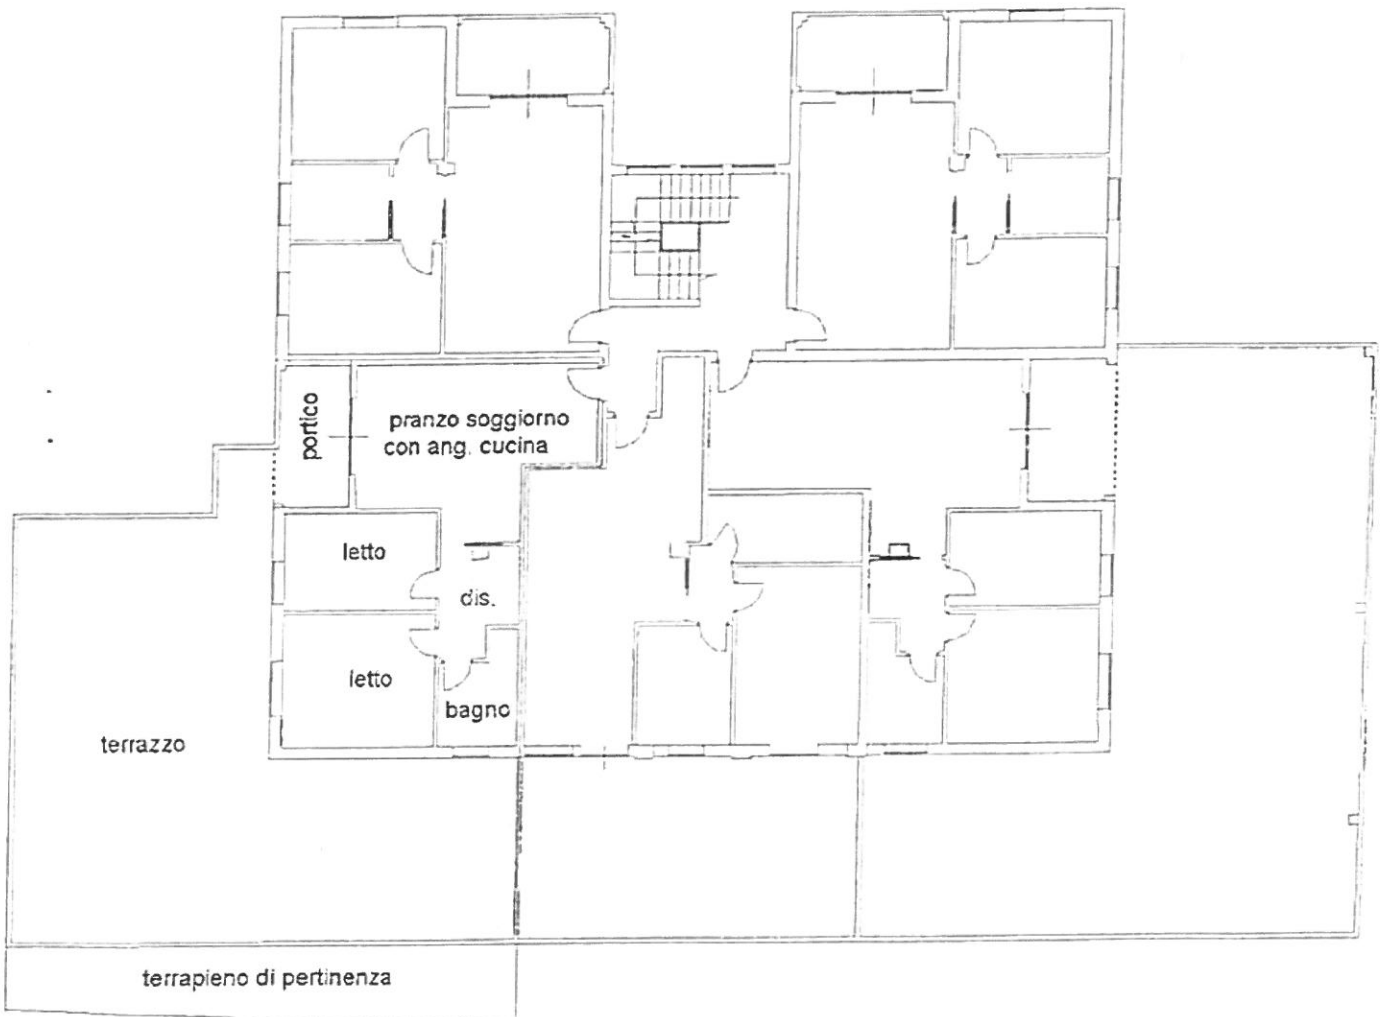 portico
pranzo soggiorno
con ang. cucina
letto
dis.
letto
bagno
terrazzo
terrapieno di pertinenza